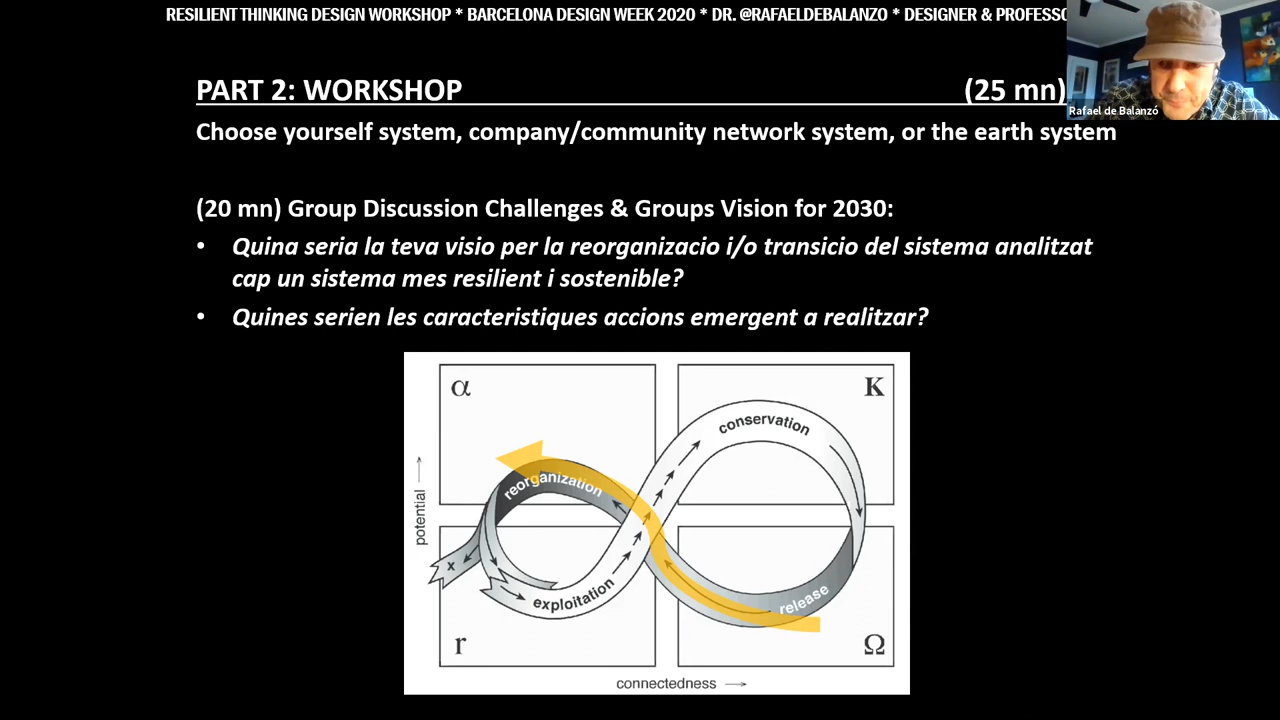 RESILIENT THINKING DESIGN WORKSHOP * BARCELONA DESIGN WEEK 2020 * DR. @RAFAELDEBALANZO * DESIGNER & PROFESSO
PART 2: WORKSHOP (25 mn)
Rafael de Balanzó
Choose yourself system, company/community network system, or the earth system
(20 mn) Group Discussion Challenges & Groups Vision for 2030:
• Quina seria la teva visio per la reorganizacio i/o transicio del sistema analitzat
cap un sistema mes resilient i sostenible?
• Quines serien les caracteristiques accions emergent a realitzar?
α
K
conservation
reorganization
potential
x
exploitation
release
r
Ω
connectedness